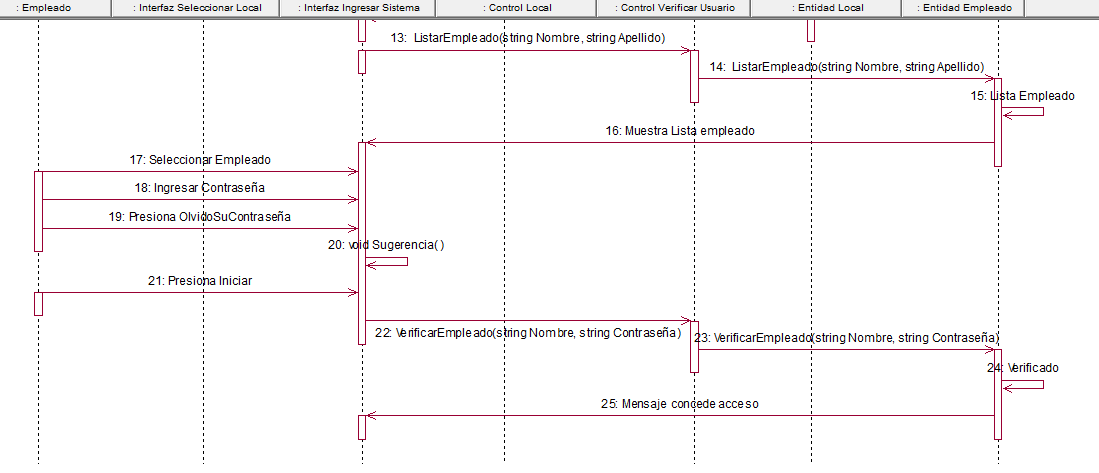 : Empleado
: Interfaz Seleccionar Local
: Interfaz Ingresar Sistema
: Control Local
: Control Verificar Usuario
: Entidad Local
: Entidad Empleado
13: ListarEmpleado(string Nombre, string Apellido)
14: ListarEmpleado(string Nombre, string Apellido)
15: Lista Empleado
16: Muestra Lista empleado
17: Seleccionar Empleado
18: Ingresar Contraseña
19: Presiona OlvidoSuContraseña
20: void Sugerencia( )
21: Presiona Iniciar
22: VerificarEmpleado(string Nombre, string Contraseña)
23: VerificarEmpleado(string Nombre, string Contraseña)
24: Verificado
25: Mensaje concede acceso